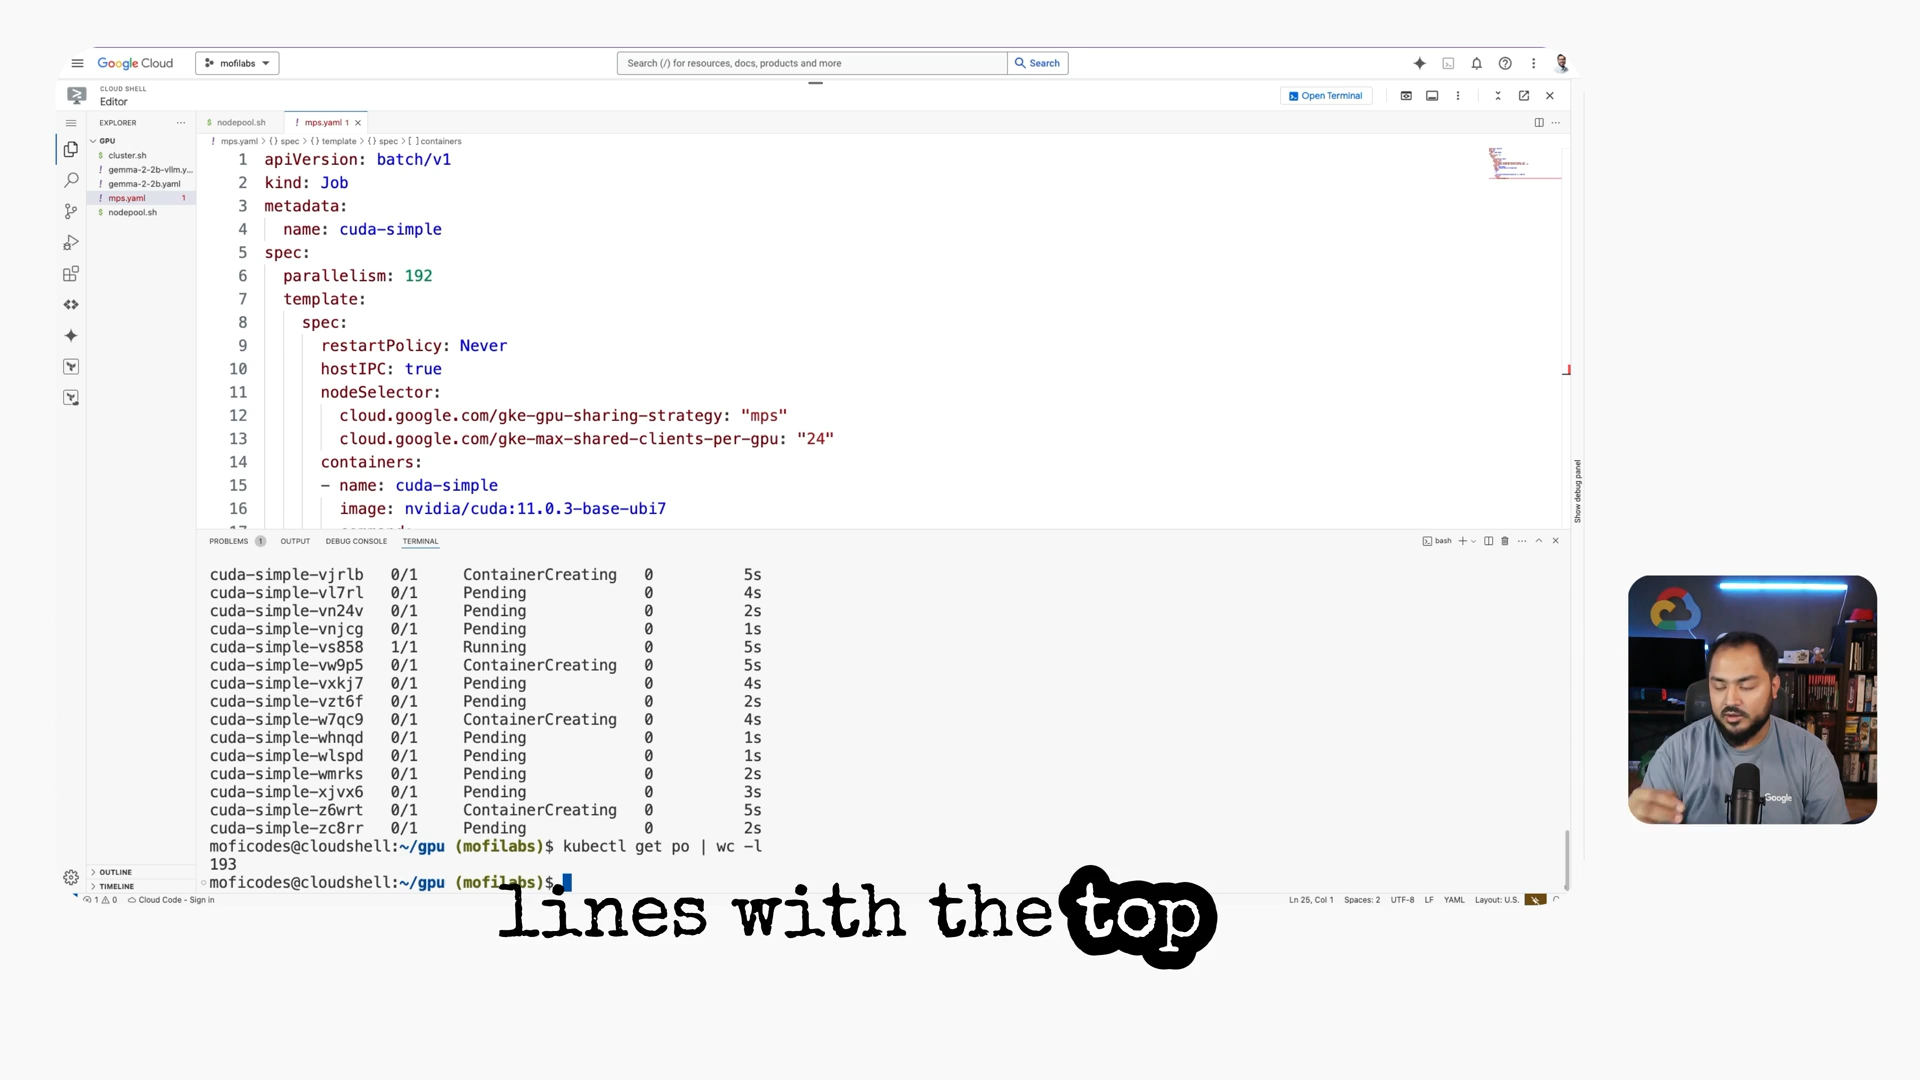 Google Cloud
mofilabs
Search (/) for resources, docs, products and more
Search
CLOUD SHELL
Editor
Open Terminal
EXPLORER
GPU
cluster.sh
gemma-2-2b-vllm.y...
gemma-2-2b.yaml
mps.yaml 1
nodepool.sh
nodepool.sh
! mps.yaml 1
! mps.yaml > {} spec > {} template > {} spec > [ ] containers
1 apiVersion: batch/v1
2 kind: Job
3 metadata:
4 name: cuda-simple
5 spec:
6 parallelism: 192
7 template:
8 spec:
9 restartPolicy: Never
10 hostIPC: true
11 nodeSelector:
12 cloud.google.com/gke-gpu-sharing-strategy: "mps"
13 cloud.google.com/gke-max-shared-clients-per-gpu: "24"
14 containers:
15 - name: cuda-simple
16 image: nvidia/cuda:11.0.3-base-ubi7
Show debug panel
PROBLEMS 1 OUTPUT DEBUG CONSOLE TERMINAL
bash
cuda-simple-vjrlb 0/1 ContainerCreating 0 5s
cuda-simple-vl7rl 0/1 Pending 0 4s
cuda-simple-vn24v 0/1 Pending 0 2s
cuda-simple-vnjcg 0/1 Pending 0 1s
cuda-simple-vs858 1/1 Running 0 5s
cuda-simple-vw9p5 0/1 ContainerCreating 0 5s
cuda-simple-vxkj7 0/1 Pending 0 4s
cuda-simple-vzt6f 0/1 Pending 0 2s
cuda-simple-w7qc9 0/1 ContainerCreating 0 4s
cuda-simple-whnqd 0/1 Pending 0 1s
cuda-simple-wlspd 0/1 Pending 0 1s
cuda-simple-wmrks 0/1 Pending 0 2s
cuda-simple-xjvx6 0/1 Pending 0 3s
cuda-simple-z6wrt 0/1 ContainerCreating 0 5s
cuda-simple-zc8rr 0/1 Pending 0 2s
moficodes@cloudshell:~/gpu (mofilabs)$ kubectl get po | wc -l
193
moficodes@cloudshell:~/gpu (mofilabs)$
OUTLINE
TIMELINE
1 0 Cloud Code - Sign in
Ln 25, Col 1 Spaces: 2 UTF-8 LF YAML Layout: U.S.
lines with the top
Google